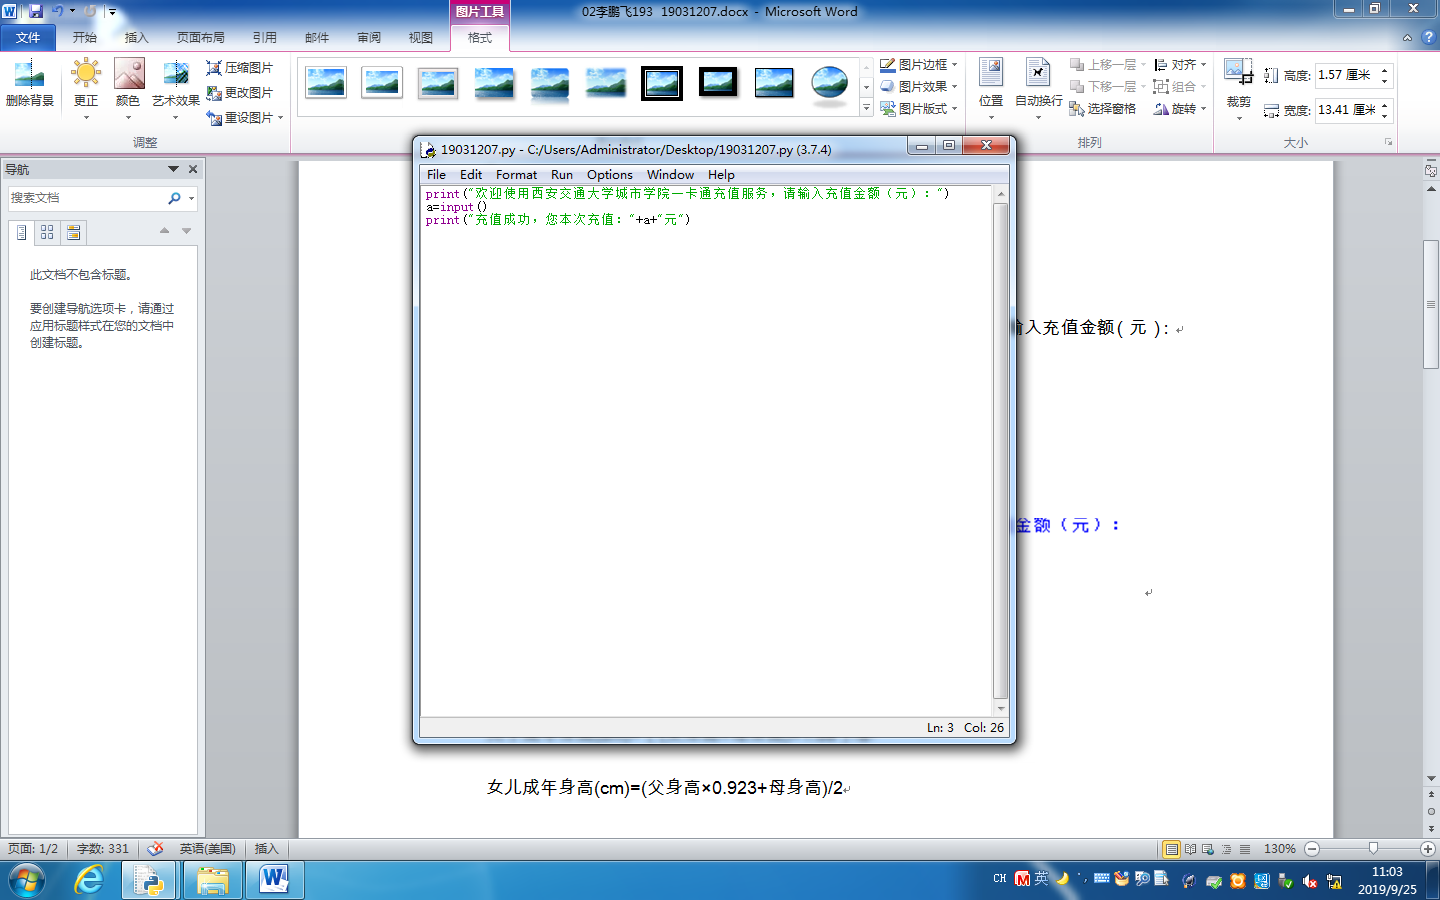 02李鹏飞193  19031207.docx  -  Microsoft Word
图片工具
文件 开始 插入 页面布局 引用 邮件 审阅 视图 格式
删除背景 更正 颜色 艺术效果
压缩图片
更改图片
重设图片
调整
图片边框
图片效果
图片版式
位置 自动换行
上移一层
下移一层
选择窗格
对齐
组合
旋转
排列
裁剪
高度: 1.57 厘米
宽度: 13.41 厘米
大小
导航
搜索文档
此文档不包含标题。
要创建导航选项卡，请通过
应用标题样式在您的文档中
创建标题。
19031207.py - C:/Users/Administrator/Desktop/19031207.py (3.7.4)
File Edit Format Run Options Window Help
print("欢迎使用西安交通大学城市学院一卡通充值服务，请输入充值金额（元）：")
a=input()
print("充值成功，您本次充值："+a+"元")
Ln: 3 Col: 26
入充值金额( 元 ):
金额（元）：
女儿成年身高(cm)=(父身高×0.923+母身高)/2
页面: 1/2 字数: 331 英语(美国) 插入 130%
CH 英
11:03
2019/9/25